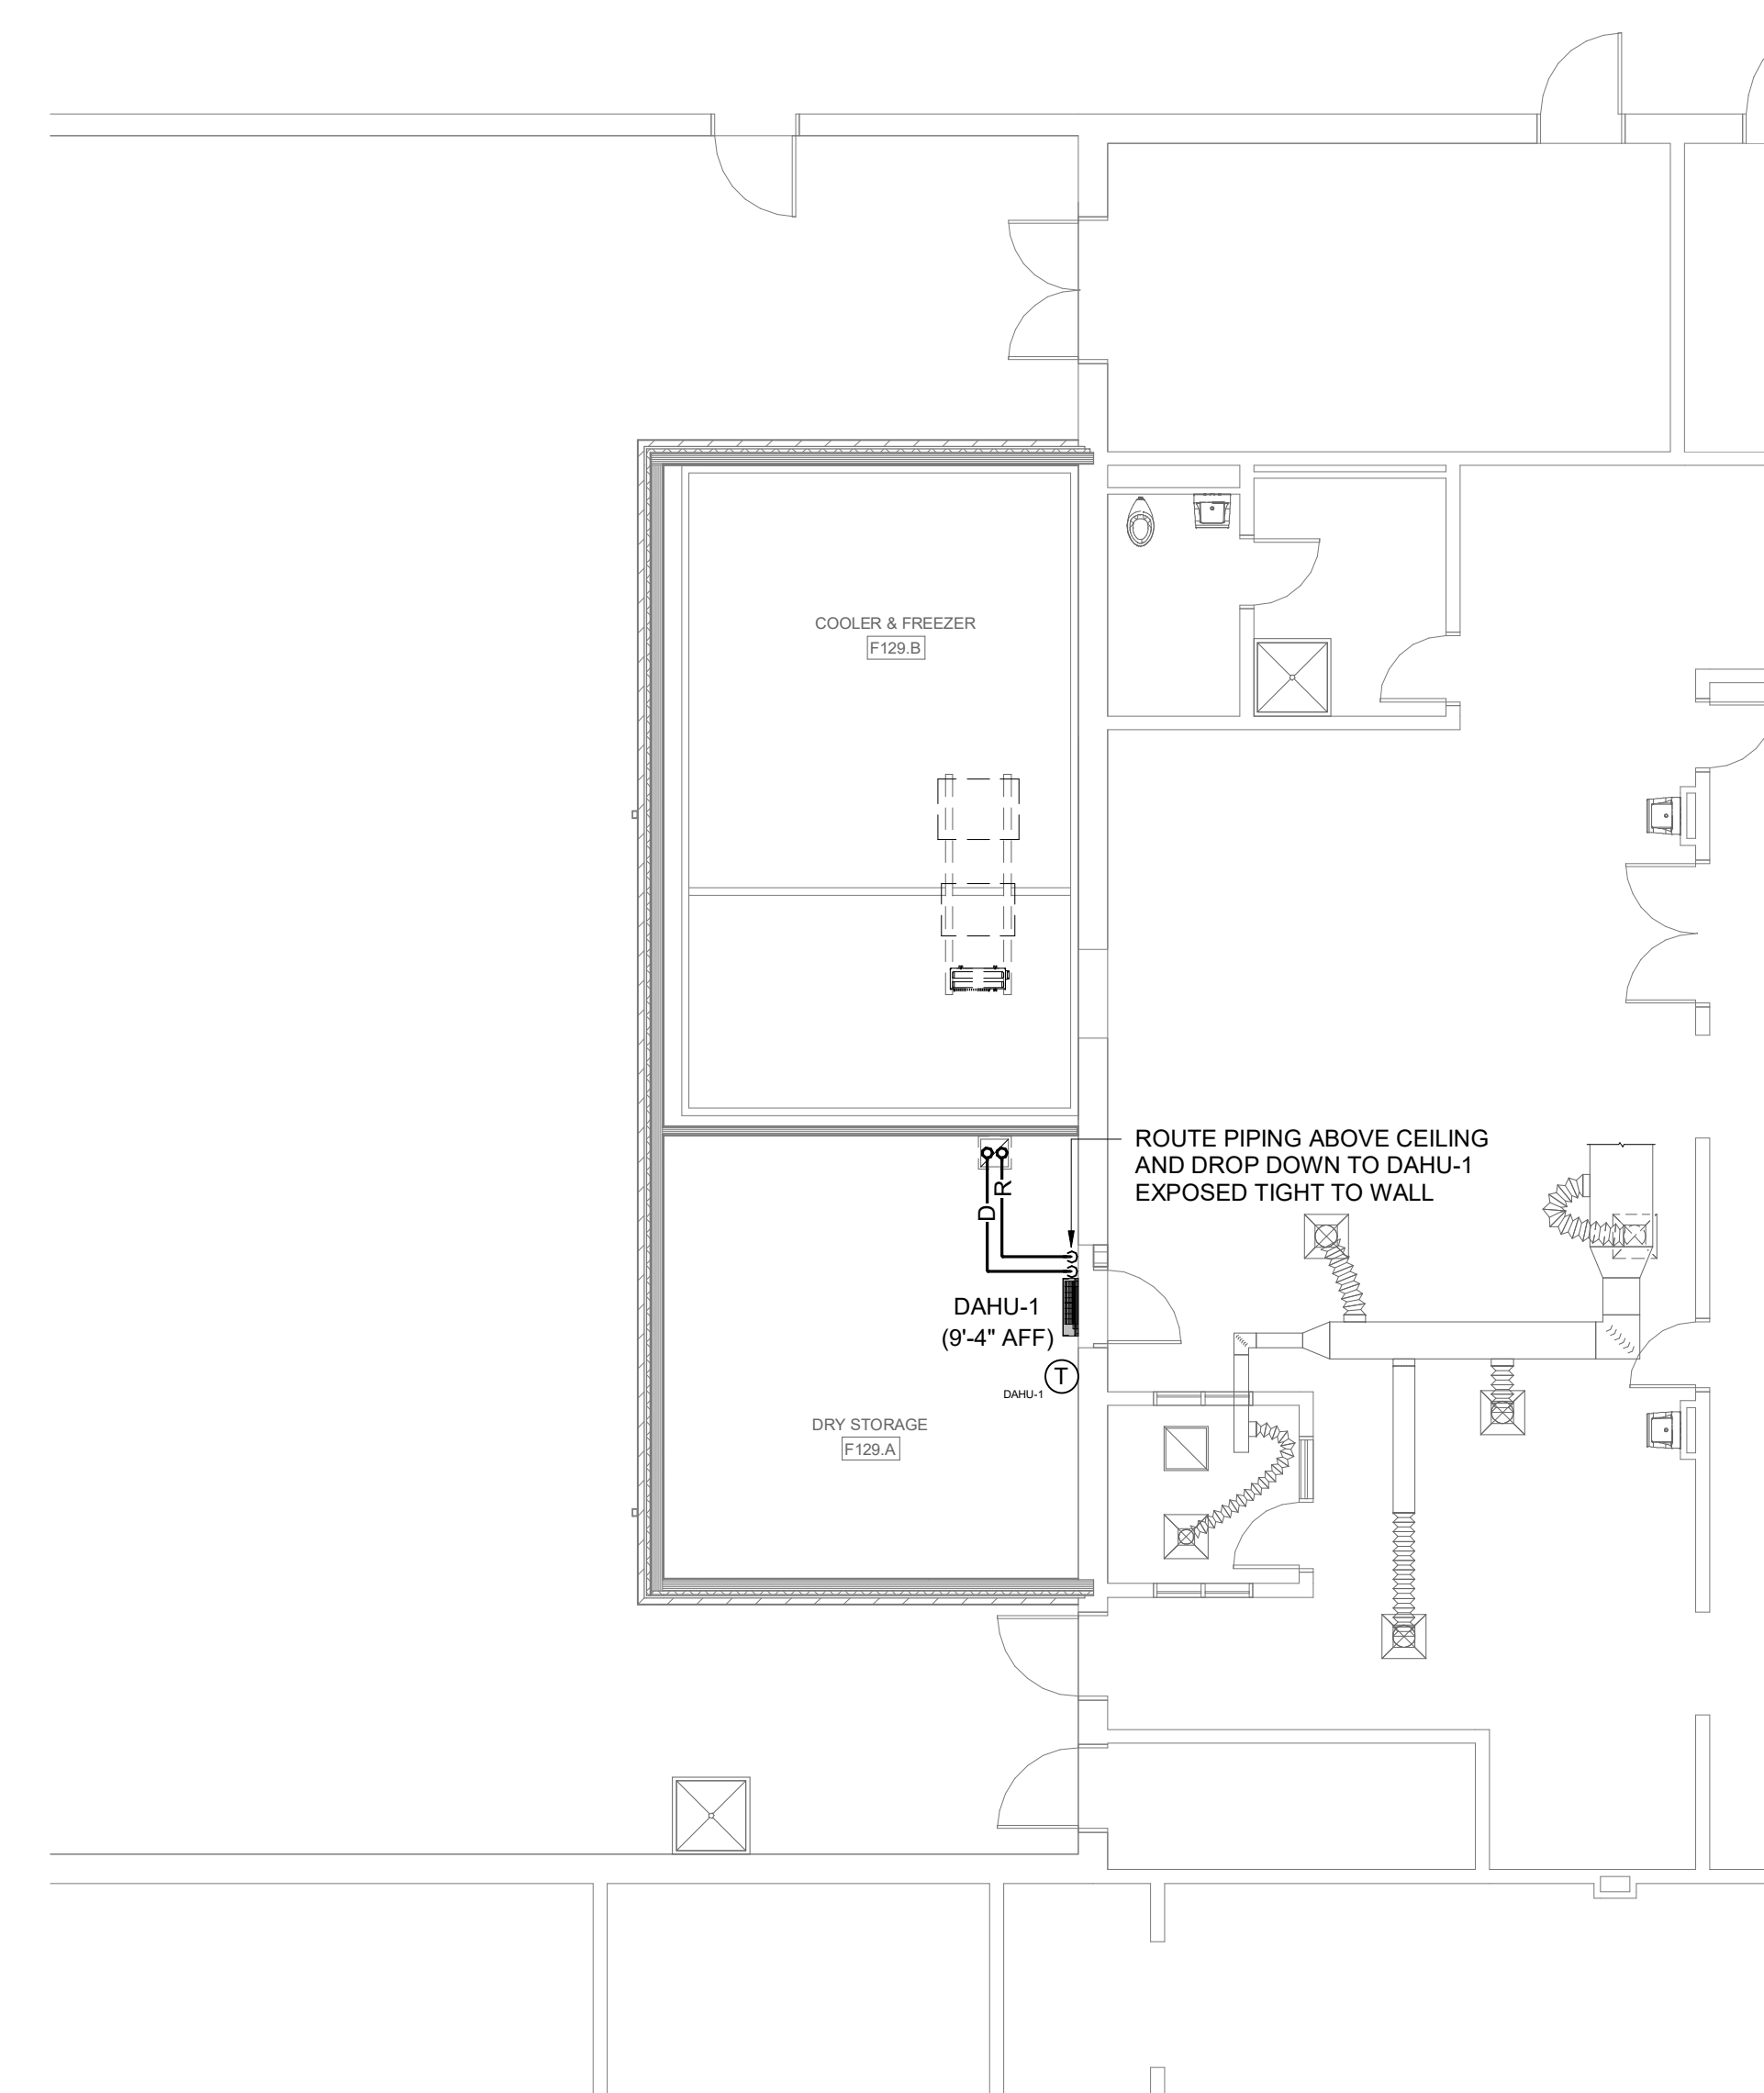 COOLER & FREEZER
F129.B
ROUTE PIPING ABOVE CEILING
AND DROP DOWN TO DAHU-1
EXPOSED TIGHT TO WALL
R
D
DAHU-1
(9'-4" AFF)
T
DAHU-1
DRY STORAGE
F129.A